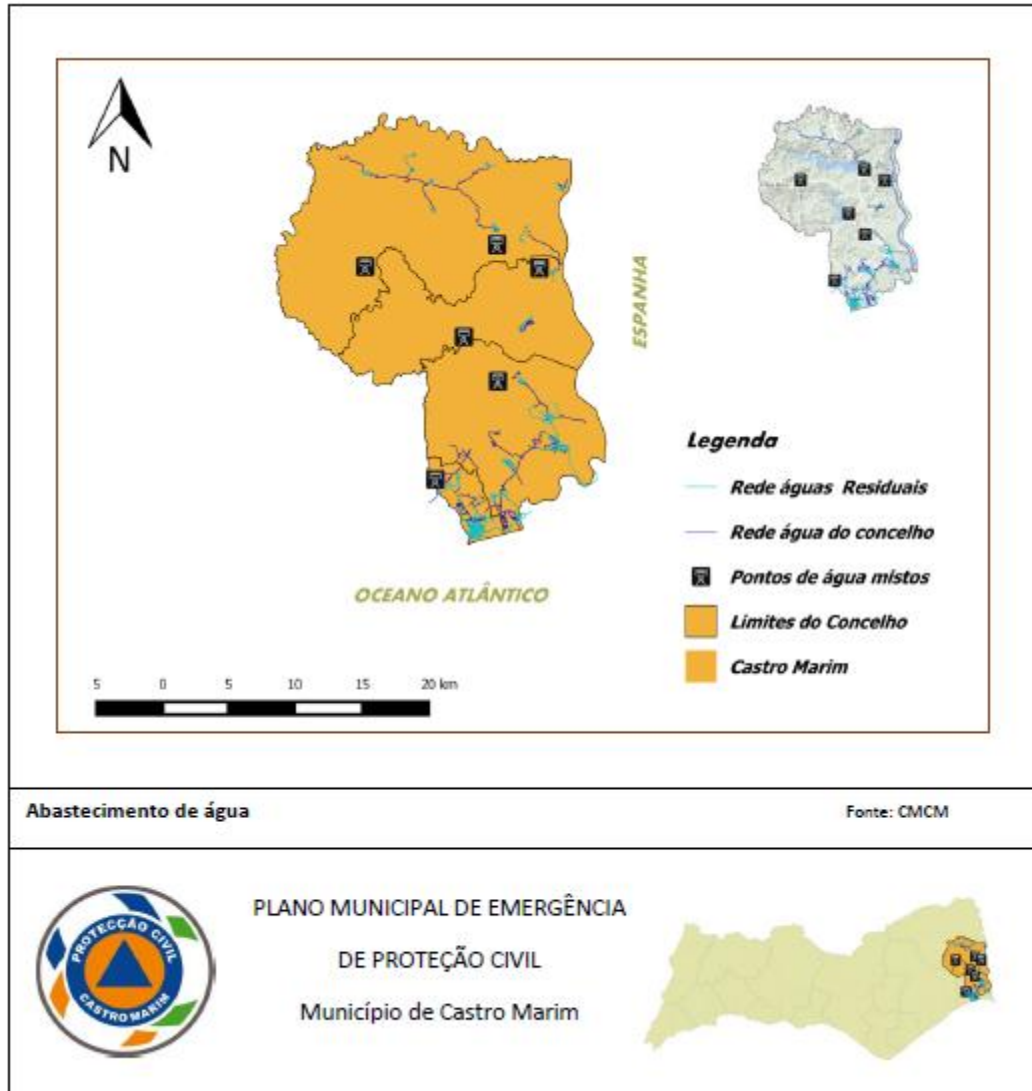 N
ESPANHA
OCEANO ATLÂNTICO
Legenda
Rede águas Residuais
Rede água do concelho
Pontos de água mistos
Limites do Concelho
Castro Marim
5 0 5 10 15 20 km
Abastecimento de água
Fonte: CMCM
PROTECÇÃO CIVIL
CASTRO MARIM
PLANO MUNICIPAL DE EMERGÊNCIA
DE PROTEÇÃO CIVIL
Município de Castro Marim